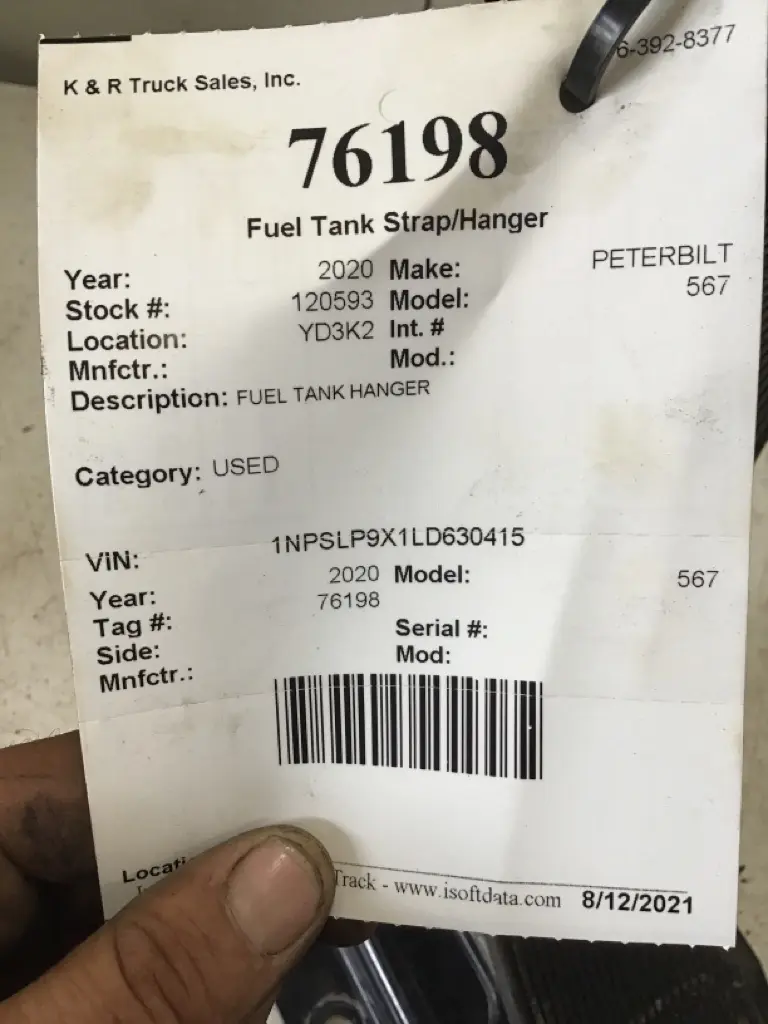 6-392-8377
K & R Truck Sales, Inc.
76198
Fuel Tank Strap/Hanger
Year: 2020 Make: PETERBILT
Stock #: 120593 Model: 567
Location: YD3K2 Int. #
Mnfctr.: Mod.:
Description: FUEL TANK HANGER
Category: USED
ViN: 1NPSLP9X1LD630415
Year: 2020 Model: 567
Tag #: 76198
Side: Serial #:
Mnfctr.: Mod:
Locati
Track - www.isoftdata.com 8/12/2021